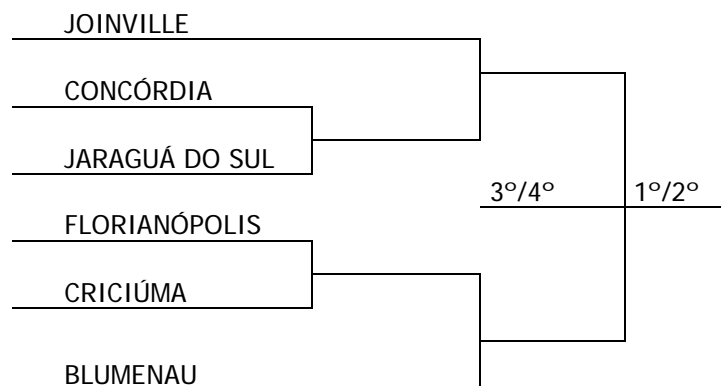 JOINVILLE
CONCÓRDIA
JARAGUÁ DO SUL
3º/4º 1º/2º
FLORIANÓPOLIS
CRICIÚMA
BLUMENAU